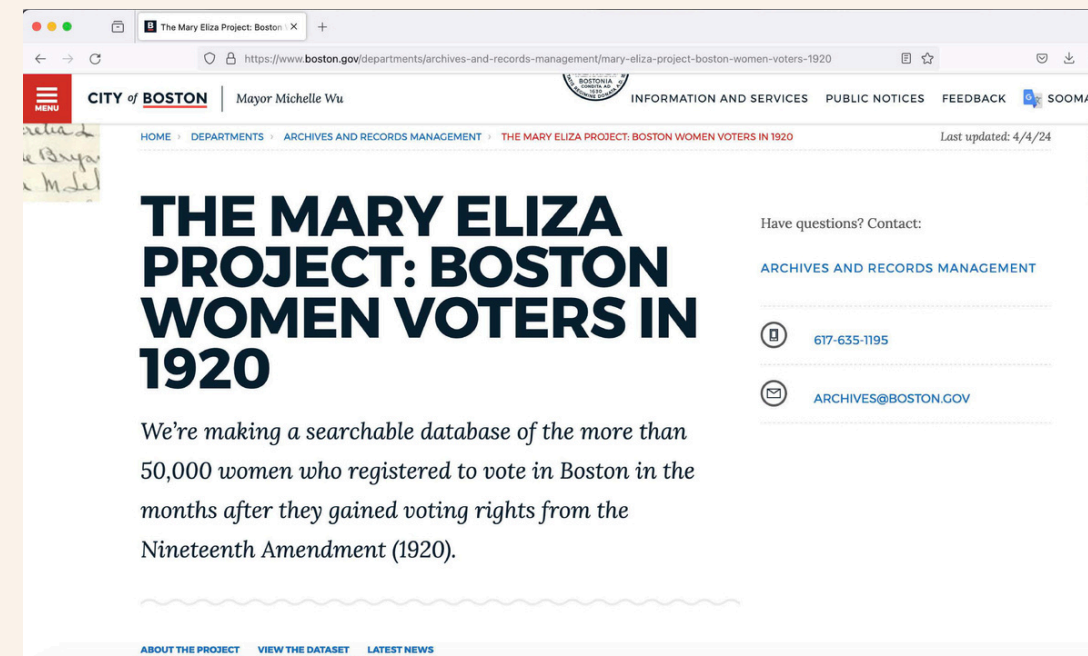 The Mary Eliza Project: Boston
https://www.boston.gov/departments/archives-and-records-management/mary-eliza-project-boston-women-voters-1920
MENU
CITY of BOSTON
Mayor Michelle Wu
BOSTONIA
CONDITA AD
1630
INFORMATION AND SERVICES PUBLIC NOTICES FEEDBACK SOOMA
HOME › DEPARTMENTS › ARCHIVES AND RECORDS MANAGEMENT › THE MARY ELIZA PROJECT: BOSTON WOMEN VOTERS IN 1920
Last updated: 4/4/24
THE MARY ELIZA
PROJECT: BOSTON
WOMEN VOTERS IN
1920
We’re making a searchable database of the more than
50,000 women who registered to vote in Boston in the
months after they gained voting rights from the
Nineteenth Amendment (1920).
Have questions? Contact:
ARCHIVES AND RECORDS MANAGEMENT
617-635-1195
ARCHIVES@BOSTON.GOV
ABOUT THE PROJECT VIEW THE DATASET LATEST NEWS